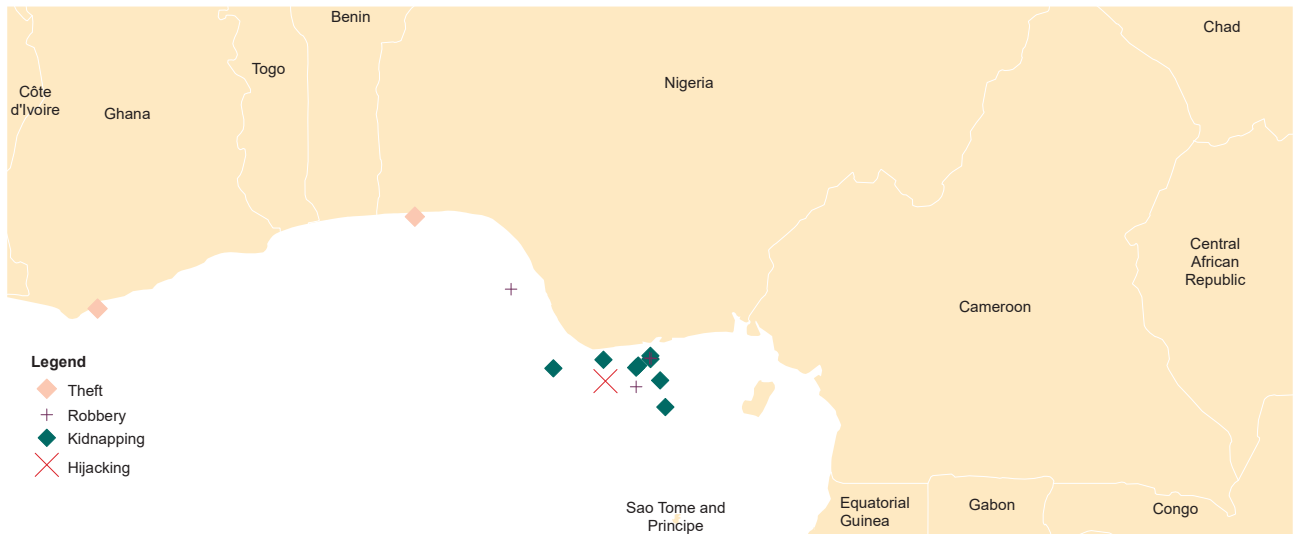 Benin
Chad
Togo
Nigeria
Côte
d'Ivoire
Ghana
Central
African
Republic
Cameroon
Legend
Theft
Robbery
Kidnapping
Hijacking
Sao Tome and
Principe
Equatorial
Guinea
Gabon
Congo